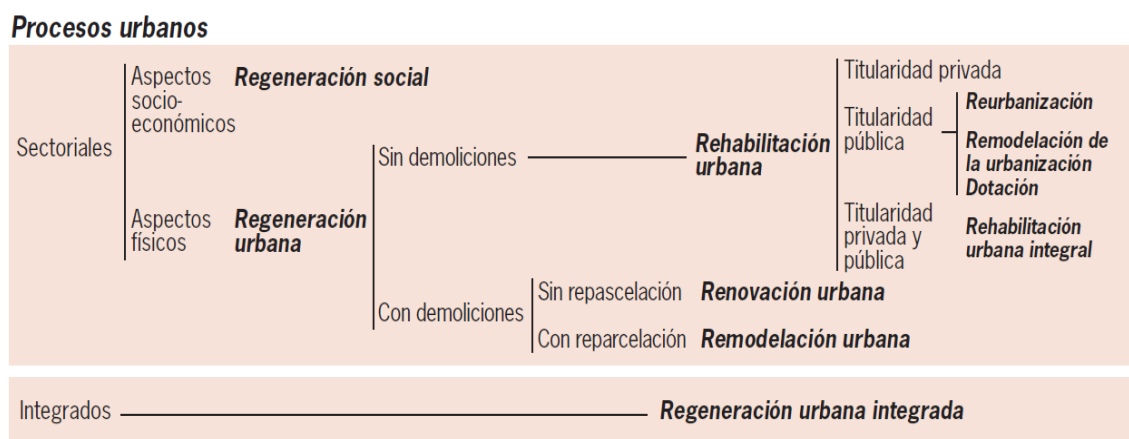 Procesos urbanos
Sectoriales
Aspectos
socio-
económicos
Regeneración social
Aspectos
físicos
Regeneración
urbana
Sin demoliciones
Rehabilitación
urbana
Titularidad privada
Titularidad
pública
Reurbanización
Remodelación de
la urbanización
Dotación
Titularidad
privada y
pública
Rehabilitación
urbana integral
Con demoliciones
Sin repascelación
Renovación urbana
Con reparcelación
Remodelación urbana
Integrados
Regeneración urbana integrada